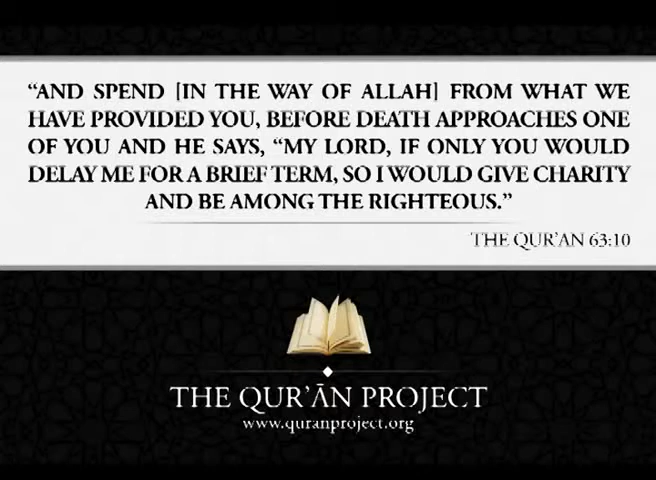 “AND SPEND [IN THE WAY OF ALLAH] FROM WHAT WE
HAVE PROVIDED YOU, BEFORE DEATH APPROACHES ONE
OF YOU AND HE SAYS, “MY LORD, IF ONLY YOU WOULD
DELAY ME FOR A BRIEF TERM, SO I WOULD GIVE CHARITY
AND BE AMONG THE RIGHTEOUS.”
THE QUR’AN 63:10
THE QUR’ĀN PROJECT
www.quranproject.org